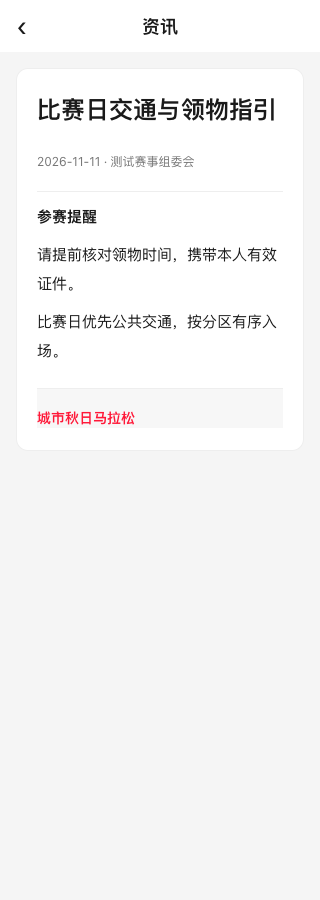 ‹ 资讯
比赛日交通与领物指引
2026-11-11 · 测试赛事组委会
参赛提醒
请提前核对领物时间，携带本人有效
证件。
比赛日优先公共交通，按分区有序入
场。
城市秋日马拉松